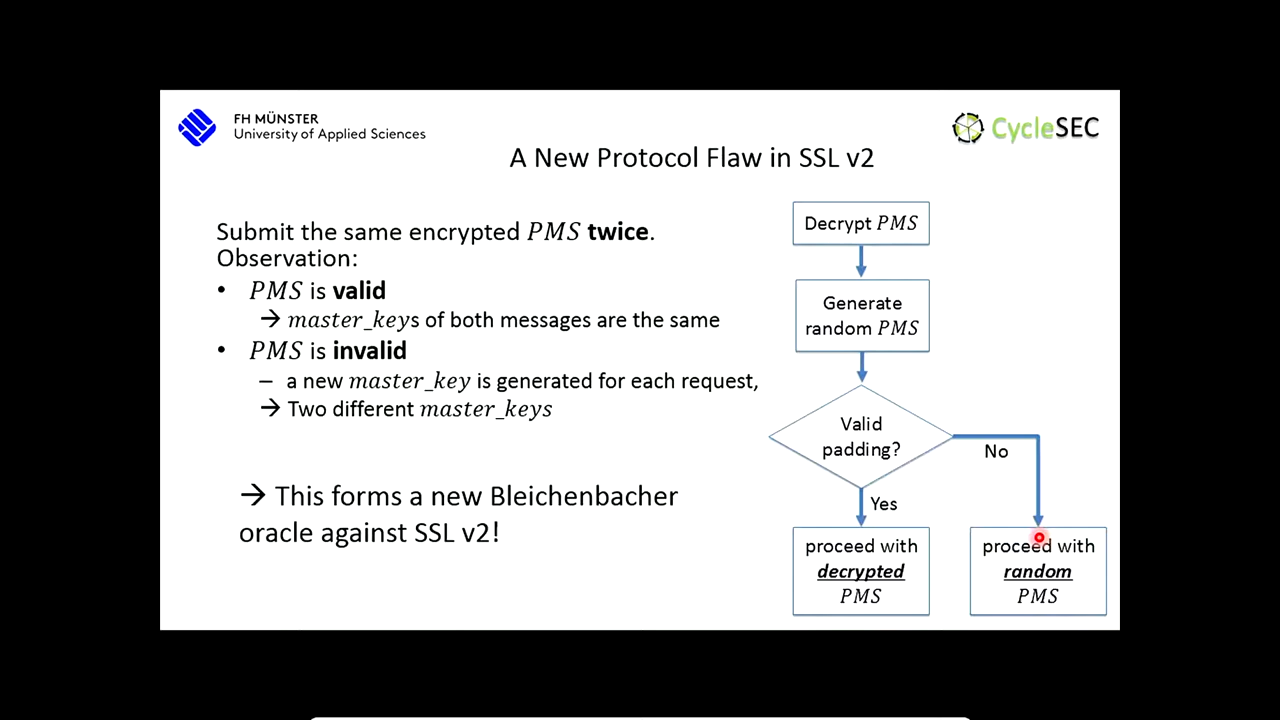 FH MÜNSTER
University of Applied Sciences
CycleSEC
A New Protocol Flaw in SSL v2
Submit the same encrypted PMS twice.
Observation:
• PMS is valid
→ master_keys of both messages are the same
• PMS is invalid
– a new master_key is generated for each request,
→ Two different master_keys
→ This forms a new Bleichenbacher
oracle against SSL v2!
Decrypt PMS
Generate
random PMS
Valid
padding?
No
Yes
proceed with
decrypted
PMS
proceed with
random
PMS